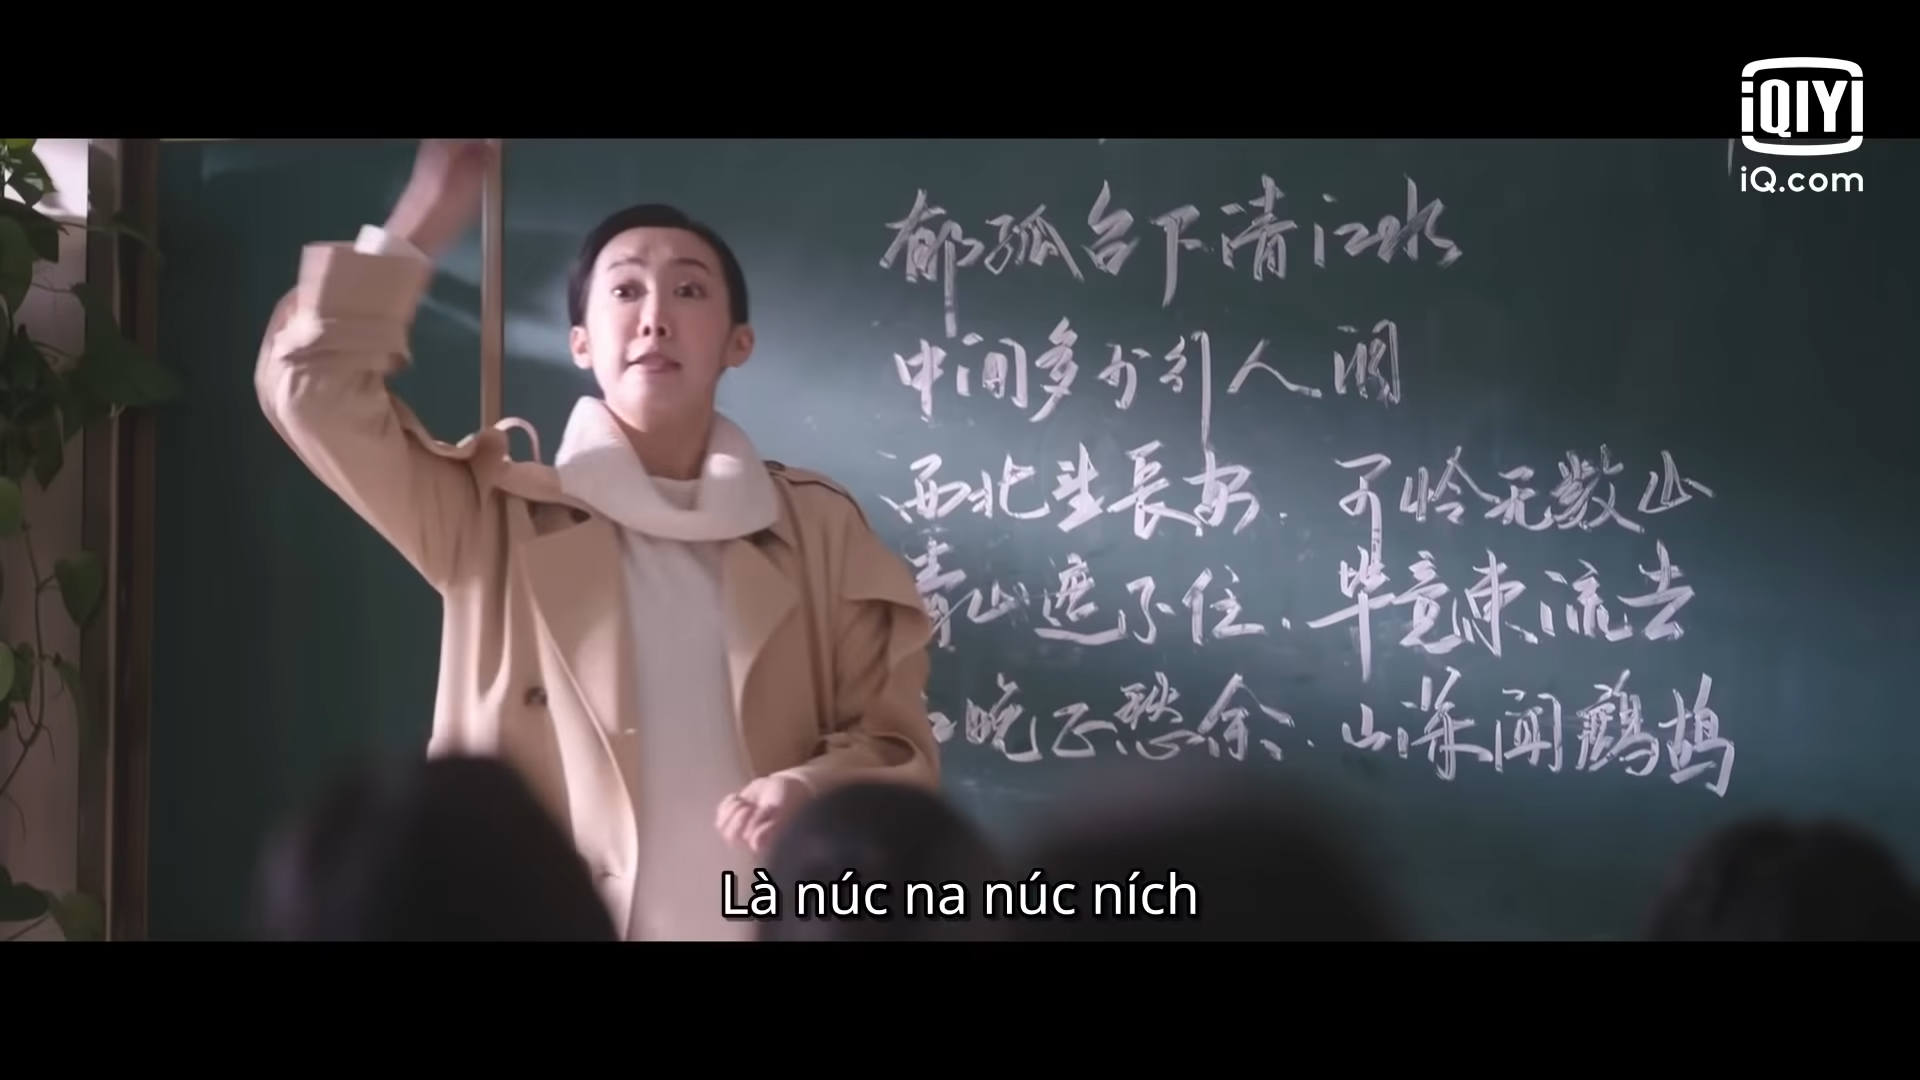 iQIYI
iQ.com
郁孤台下清江水
中间多少行人泪
西北望長安.可怜无数山
青山遮不住.毕竟东流去
江晚正愁余.山深闻鹧鸪
Là núc na núc ních